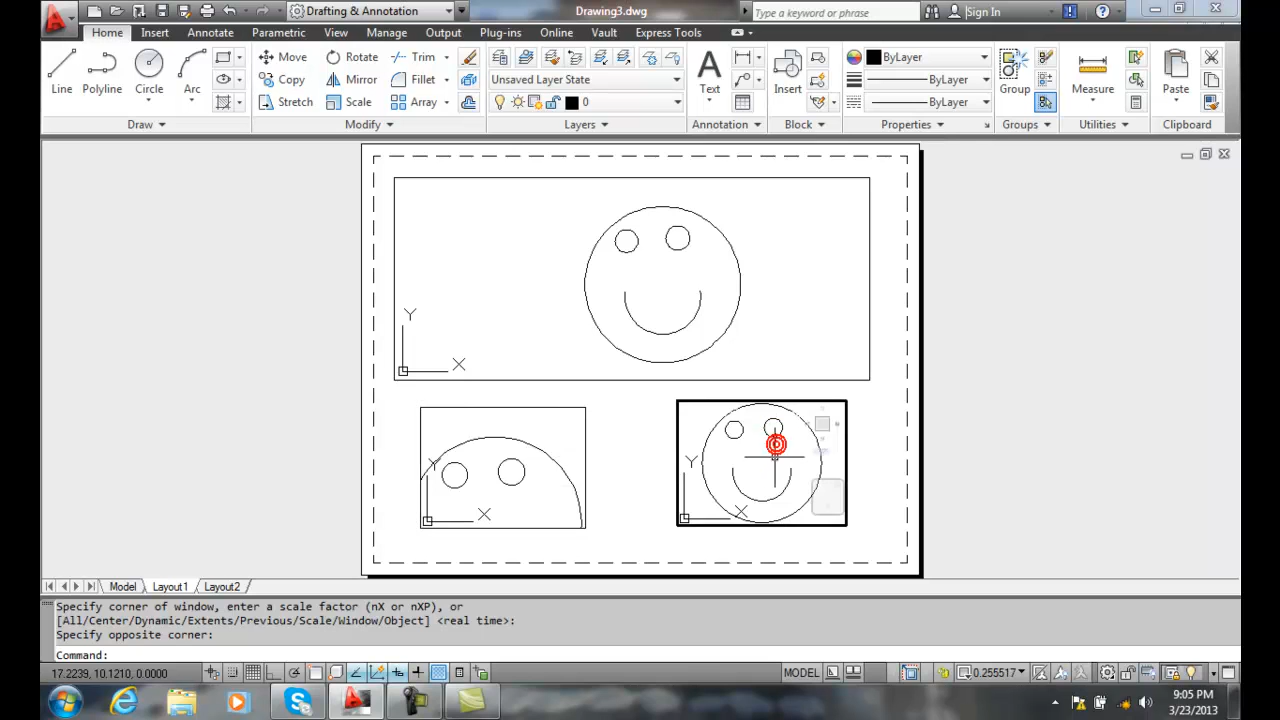 Drafting & Annotation
Drawing3.dwg
Type a keyword or phrase
Sign In
Home Insert Annotate Parametric View Manage Output Plug-ins Online Vault Express Tools
Line Polyline Circle Arc
Move Rotate Trim
Copy Mirror Fillet
Stretch Scale Array
Unsaved Layer State
0
Text
Insert
ByLayer
ByLayer
ByLayer
Group
Measure
Paste
Draw Modify Layers Annotation Block Properties Groups Utilities Clipboard
Y
X
Y
X
Y
X
Model Layout1 Layout2
Specify corner of window, enter a scale factor (nX or nXP), or
[All/Center/Dynamic/Extents/Previous/Scale/Window/Object] <real time>:
Specify opposite corner:
Command:
17.2239, 10.1210, 0.0000
MODEL
0.255517
9:05 PM
3/23/2013